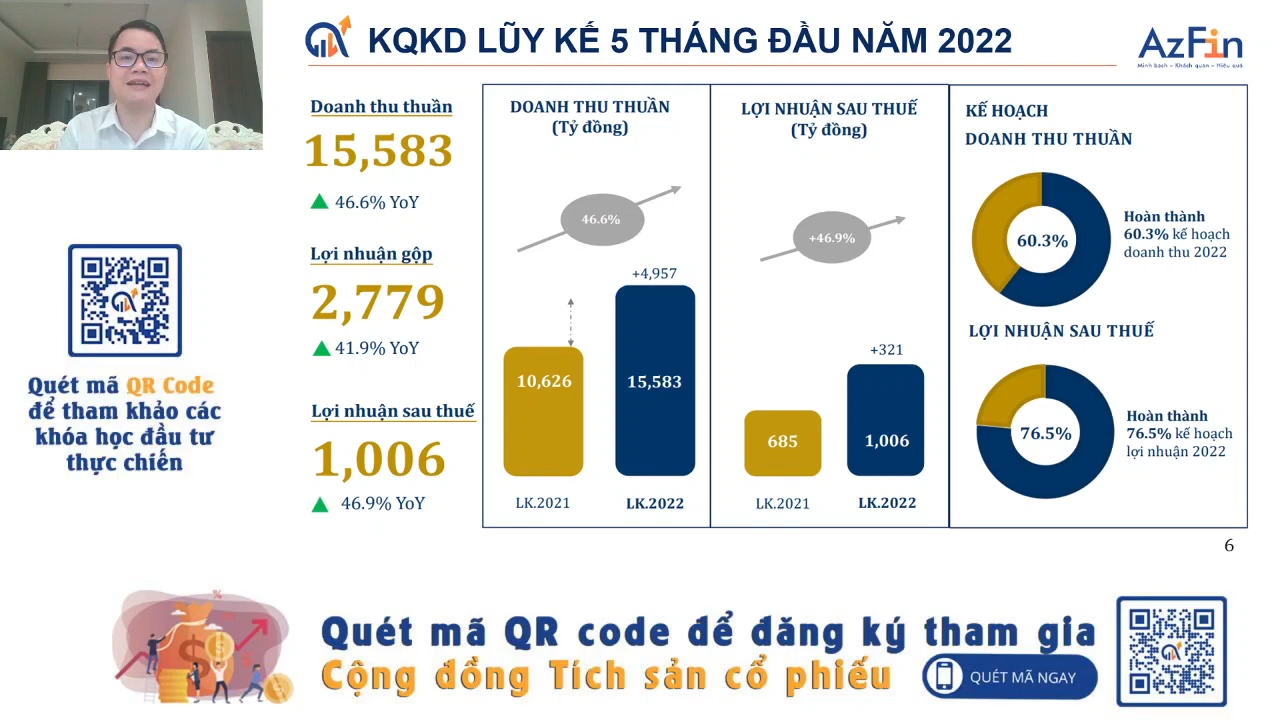 KQKD LŨY KẾ 5 THÁNG ĐẦU NĂM 2022
AzFin
Minh bạch - Khách quan - Hiệu quả
Doanh thu thuần
15,583
46.6% YoY
Lợi nhuận gộp
2,779
41.9% YoY
Lợi nhuận sau thuế
1,006
46.9% YoY
DOANH THU THUẦN
(Tỷ đồng)
46.6%
+4,957
10,626
15,583
LK.2021
LK.2022
LỢI NHUẬN SAU THUẾ
(Tỷ đồng)
+46.9%
+321
685
1,006
LK.2021
LK.2022
KẾ HOẠCH
DOANH THU THUẦN
60.3%
Hoàn thành
60.3% kế hoạch
doanh thu 2022
LỢI NHUẬN SAU THUẾ
76.5%
Hoàn thành
76.5% kế hoạch
lợi nhuận 2022
6
Quét mã QR Code
để tham khảo các
khóa học đầu tư
thực chiến
Quét mã QR code để đăng ký tham gia
Cộng đồng Tích sản cổ phiếu
QUÉT MÃ NGAY